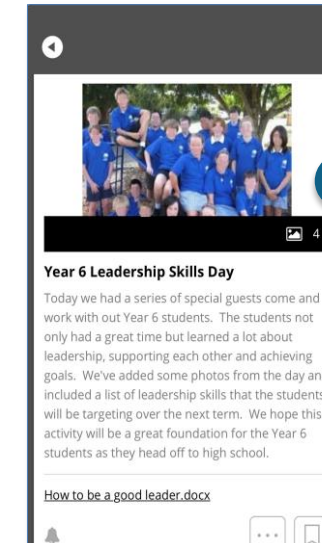 4
Year 6 Leadership Skills Day
Today we had a series of special guests come and
work with out Year 6 students. The students not
only had a great time but learned a lot about
leadership, supporting each other and achieving
goals. We've added some photos from the day an
included a list of leadership skills that the students
will be targeting over the next term. We hope this
activity will be a great foundation for the Year 6
students as they head off to high school.
How to be a good leader.docx